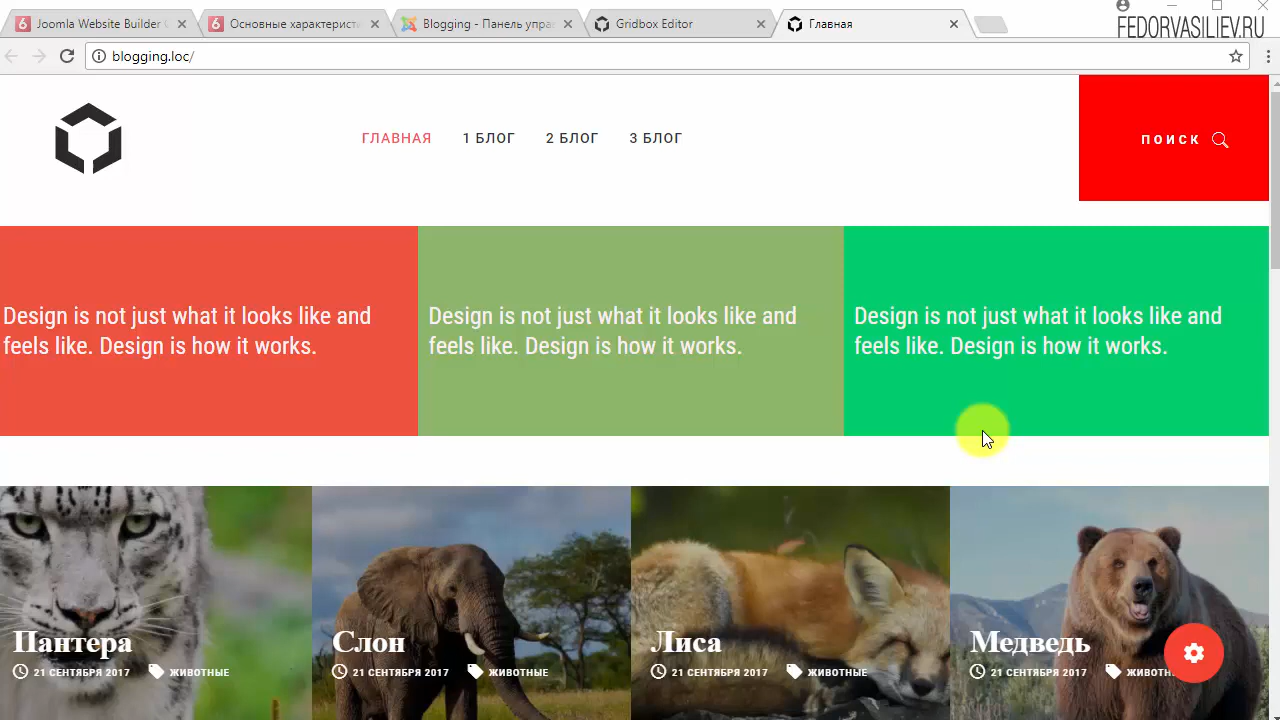 Joomla Website Builder
Основные характерист
Blogging - Панель упра
Gridbox Editor
Главная
FEDORVASILIEV.RU
blogging.loc/
ГЛАВНАЯ
1 БЛОГ
2 БЛОГ
3 БЛОГ
ПОИСК
Design is not just what it looks like and
feels like. Design is how it works.
Design is not just what it looks like and
feels like. Design is how it works.
Design is not just what it looks like and
feels like. Design is how it works.
Пантера
21 СЕНТЯБРЯ 2017 ЖИВОТНЫЕ
Слон
21 СЕНТЯБРЯ 2017 ЖИВОТНЫЕ
Лиса
21 СЕНТЯБРЯ 2017 ЖИВОТНЫЕ
Медведь
21 СЕНТЯБРЯ 2017 ЖИВОТН